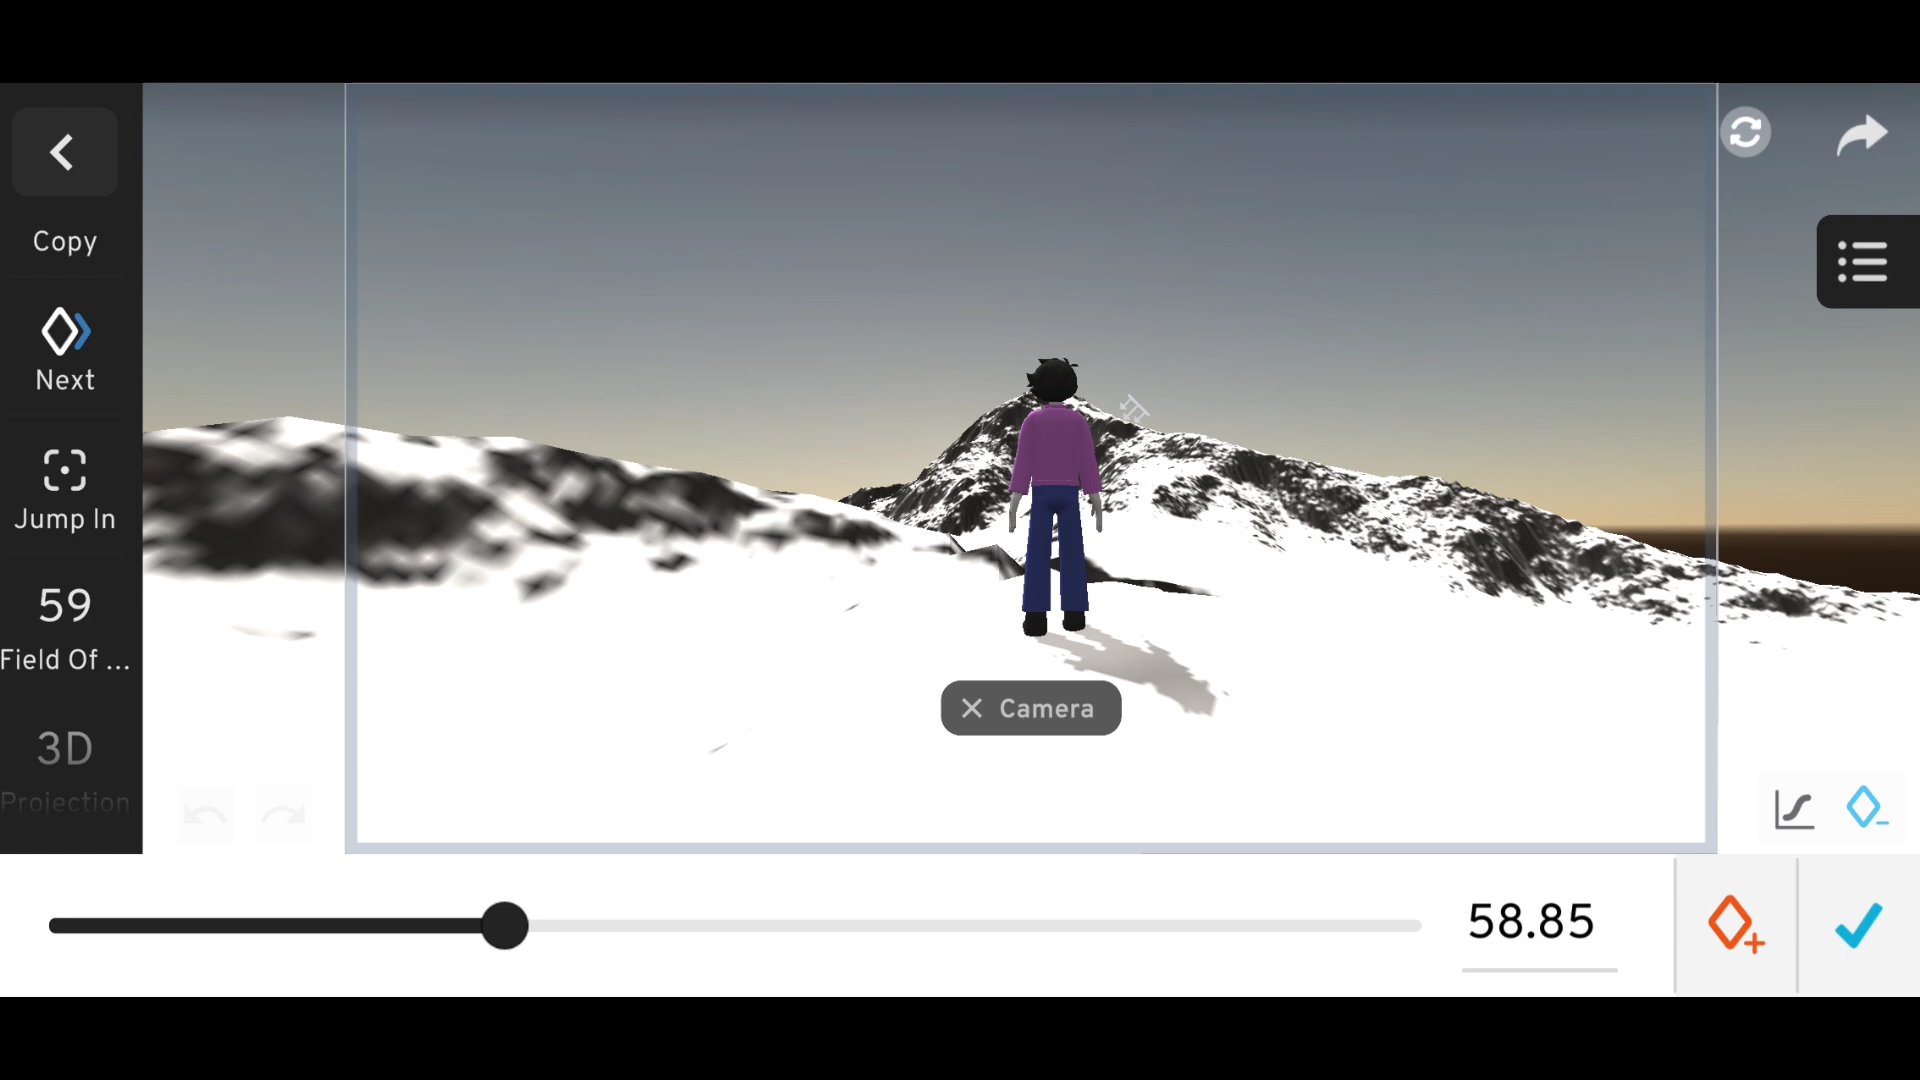 Copy
Next
Jump In
59
Field Of ...
3D
Projection
Camera
58.85